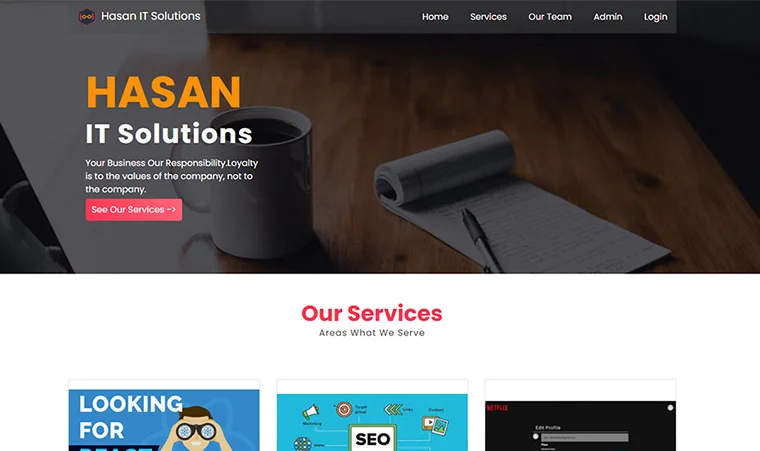 Hasan IT Solutions
Home
Services
Our Team
Admin
Login
HASAN
IT Solutions
Your Business Our Responsibility.Loyalty
is to the values of the company, not to
the company.
See Our Services ->
Our Services
Areas What We Serve
LOOKING
FOR
REACT
Marketing
Target
Links
Content
SEO
NETFLIX
Edit Profile